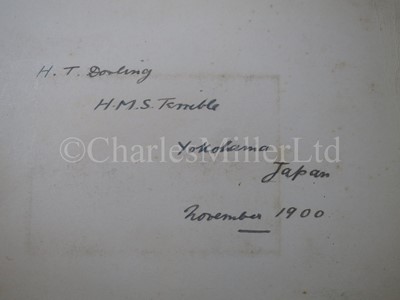 H. T. Dorling
H.M.S. Terrible
©CharlesMillerLtd
Yokohama
Japan
November 1900